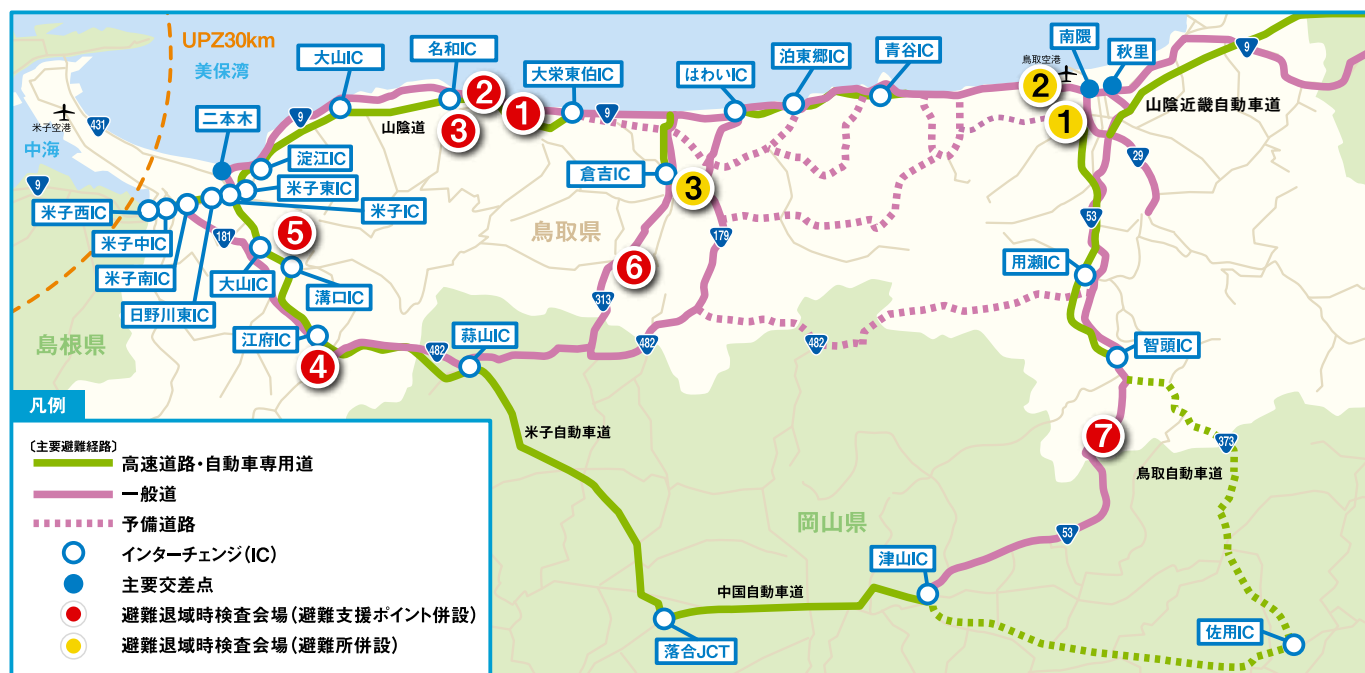 UPZ30km
美保湾
大山IC
名和IC
大栄東伯IC
はわいIC
泊東郷IC
青谷IC
鳥取空港
南隈
秋里
9
山陰近畿自動車道
2
1
3
山陰道
9
9
2
1
米子空港
431
中海
二本木
淀江IC
米子東IC
米子IC
倉吉IC
3
29
9
米子西IC
米子中IC
米子南IC
日野川東IC
181
大山IC
5
溝口IC
鳥取県
6
179
53
用瀬IC
313
島根県
江府IC
4
482
蒜山IC
482
482
智頭IC
7
373
鳥取自動車道
米子自動車道
岡山県
53
津山IC
中国自動車道
落合JCT
佐用IC
凡例
〔主要避難経路〕
高速道路・自動車専用道
一般道
予備道路
インターチェンジ(IC)
主要交差点
避難退域時検査会場(避難支援ポイント併設)
避難退域時検査会場(避難所併設)